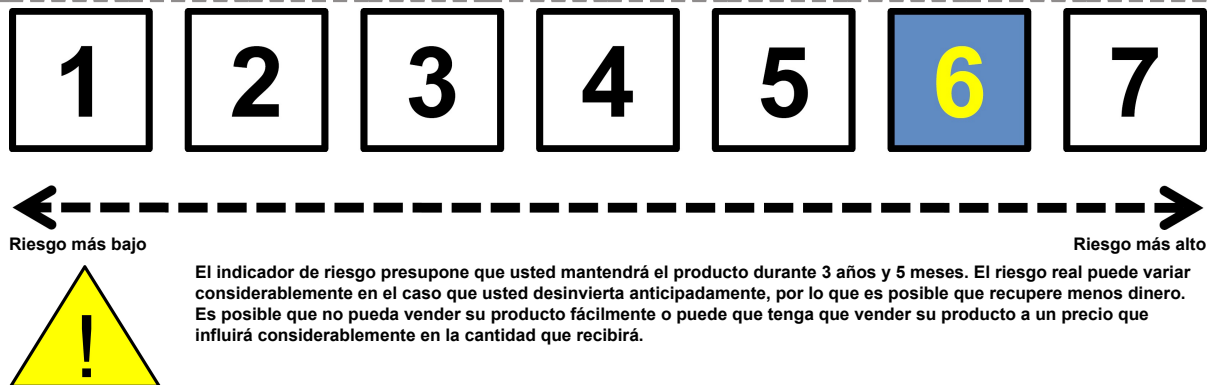 1 2 3 4 5 6 7
Riesgo más bajo Riesgo más alto
El indicador de riesgo presupone que usted mantendrá el producto durante 3 años y 5 meses. El riesgo real puede variar
considerablemente en el caso que usted desinvierta anticipadamente, por lo que es posible que recupere menos dinero.
Es posible que no pueda vender su producto fácilmente o puede que tenga que vender su producto a un precio que
influirá considerablemente en la cantidad que recibirá.
!